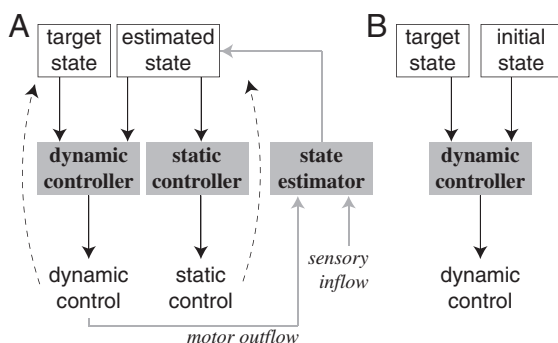 A
target
state
estimated
state
dynamic
controller
static
controller
state
estimator
dynamic
control
static
control
sensory
inflow
motor outflow
B
target
state
initial
state
dynamic
controller
dynamic
control